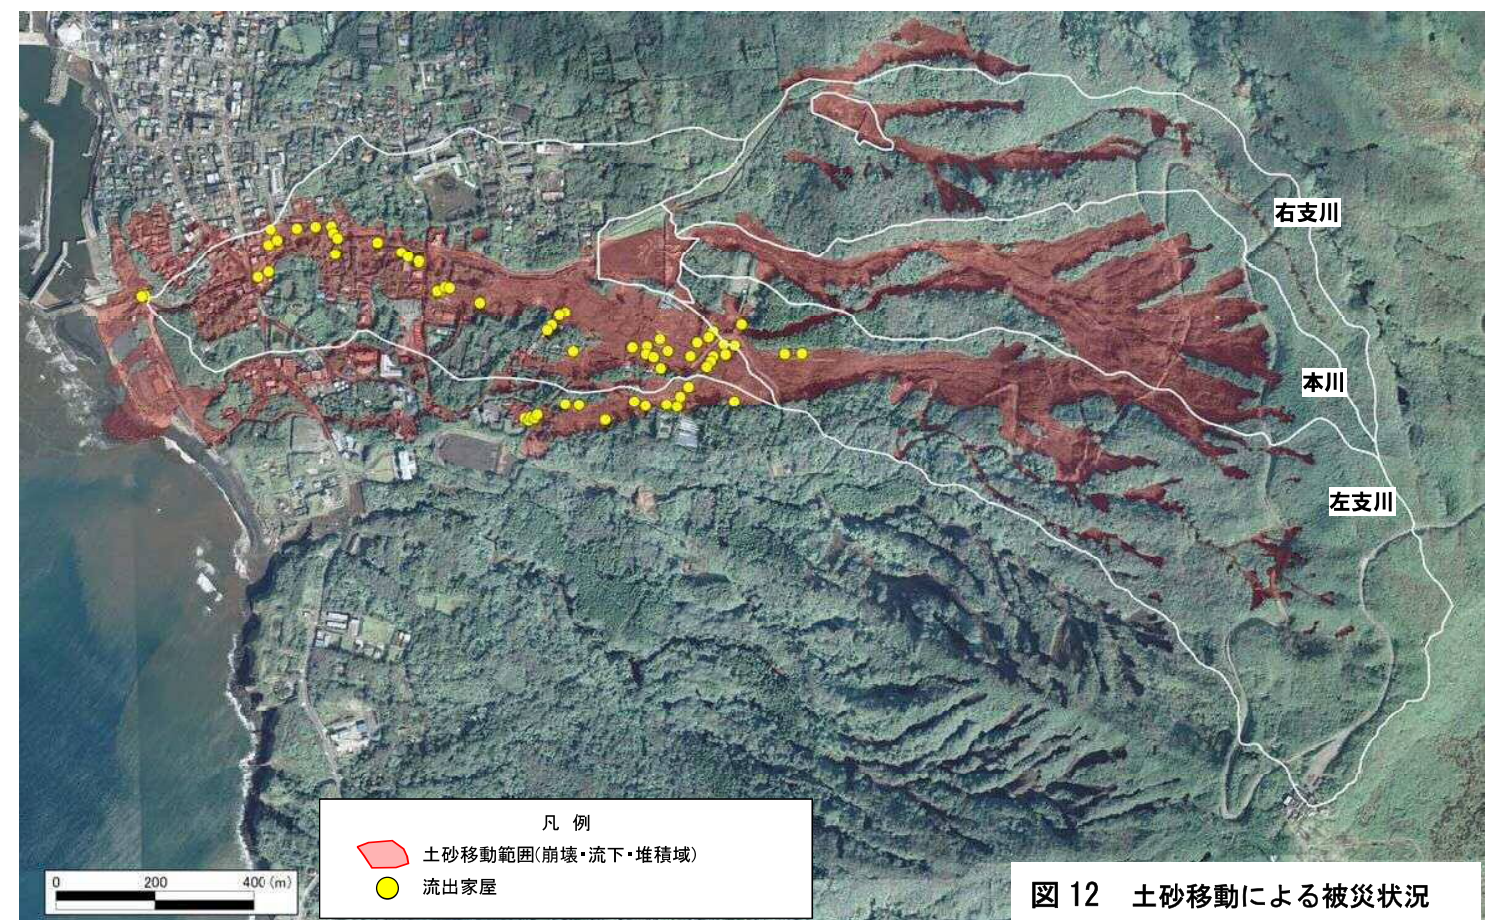 右支川
本川
左支川
凡 例
土砂移動範囲(崩壊・流下・堆積域)
流出家屋
0 200 400 (m)
図 12 土砂移動による被災状況